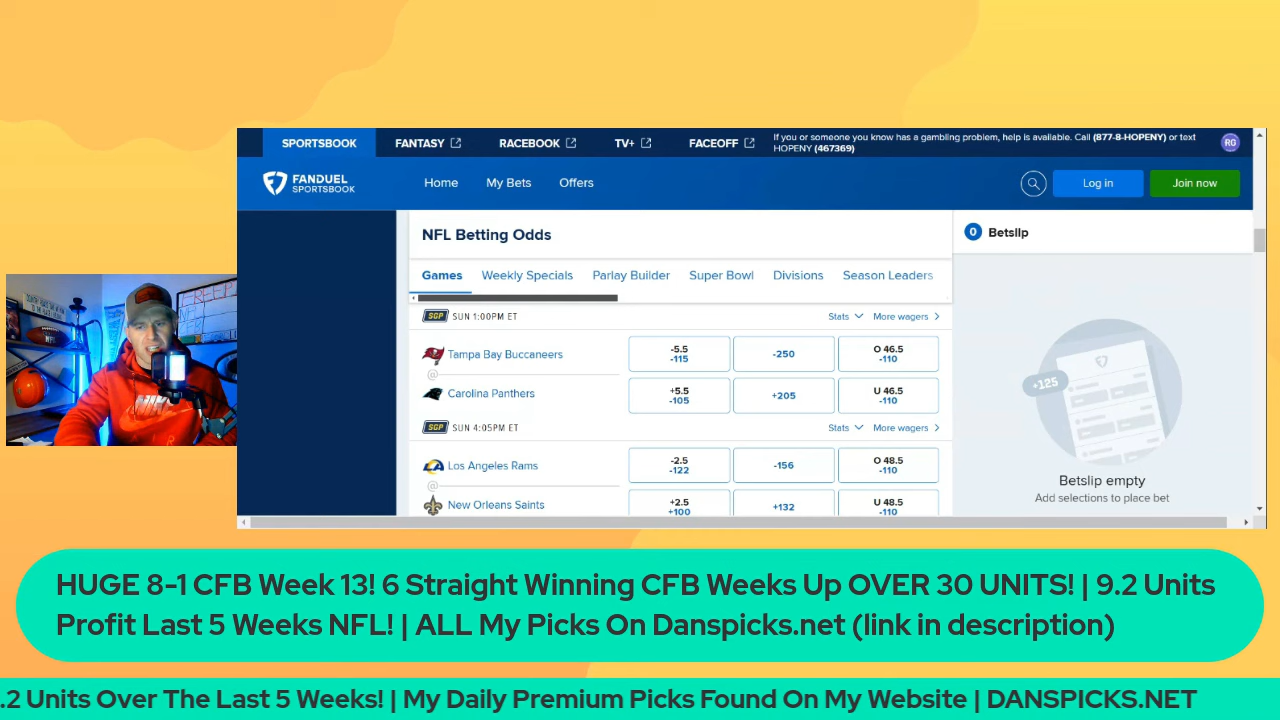 SPORTSBOOK FANTASY RACEBOOK TV+ FACEOFF
If you or someone you know has a gambling problem, help is available. Call (877-8-HOPENY) or text
HOPENY (467369)
RG
FANDUEL
SPORTSBOOK
Home My Bets Offers
Log in Join now
NFL Betting Odds
0 Betslip
Games Weekly Specials Parlay Builder Super Bowl Divisions Season Leaders
SGP SUN 1:00PM ET Stats More wagers
Tampa Bay Buccaneers -5.5 -115 -250 O 46.5 -110
@
Carolina Panthers +5.5 -105 +205 U 46.5 -110
SGP SUN 4:05PM ET Stats More wagers
Los Angeles Rams -2.5 -122 -156 O 48.5 -110
@
New Orleans Saints +2.5 +100 +132 U 48.5 -110
+125
Betslip empty
Add selections to place bet
HUGE 8-1 CFB Week 13! 6 Straight Winning CFB Weeks Up OVER 30 UNITS! | 9.2 Units
Profit Last 5 Weeks NFL! | ALL My Picks On Danspicks.net (link in description)
.2 Units Over The Last 5 Weeks! | My Daily Premium Picks Found On My Website | DANSPICKS.NET